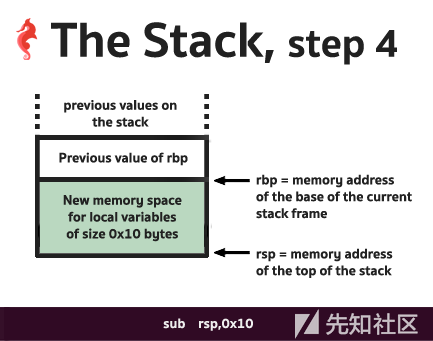 The Stack, step 4
previous values on
the stack
Previous value of rbp
New memory space
for local variables
of size 0x10 bytes
rbp = memory address
of the base of the current
stack frame
rsp = memory address
of the top of the stack
sub rsp,0x10
先知社区